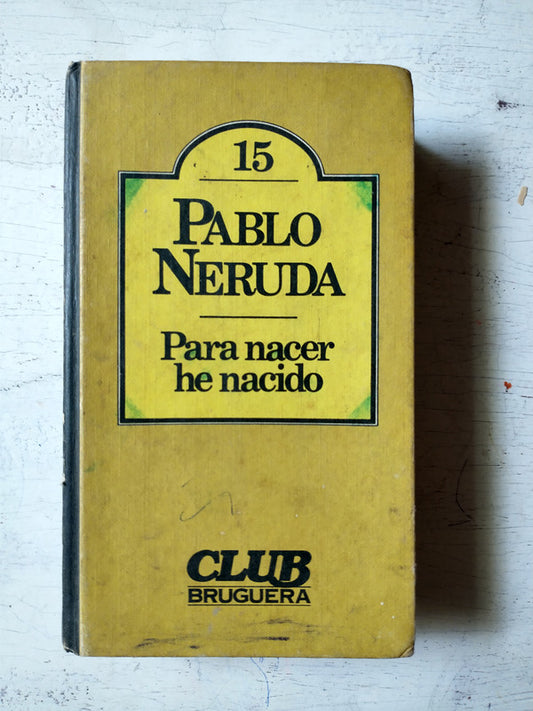 15
PABLO
NERUDA
Para nacer
he nacido
CLUB
BRUGUERA